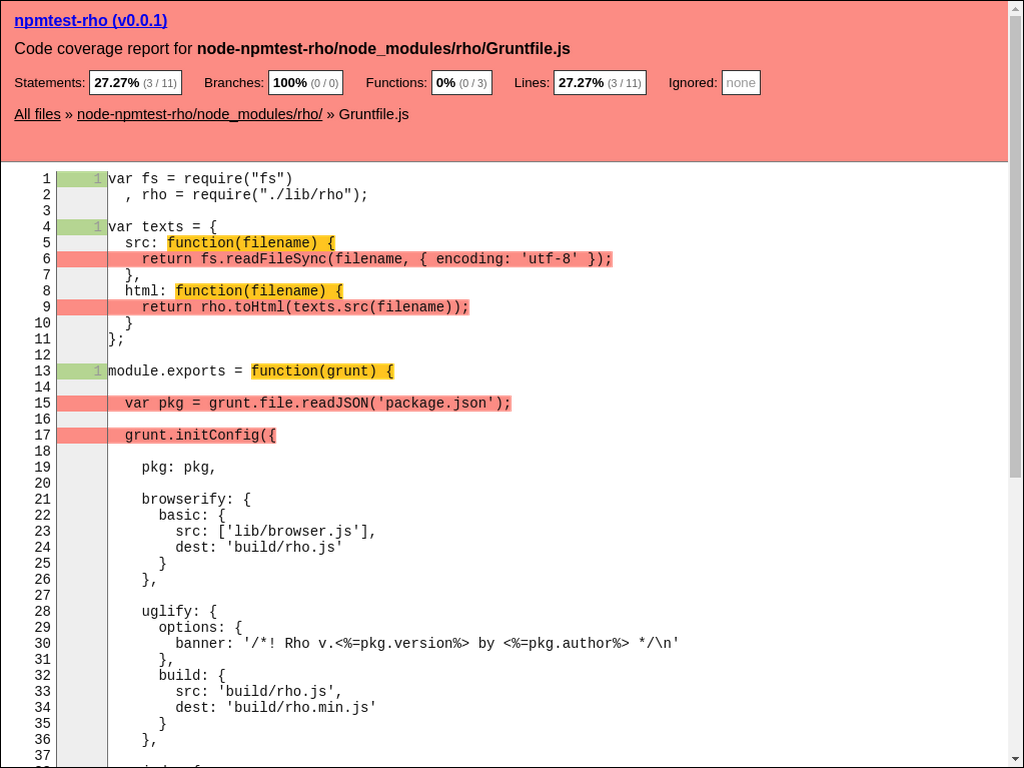 npmtest-rho (v0.0.1)
Code coverage report for node-npmtest-rho/node_modules/rho/Gruntfile.js
Statements: 27.27% (3 / 11) Branches: 100% (0 / 0) Functions: 0% (0 / 3) Lines: 27.27% (3 / 11) Ignored: none
All files » node-npmtest-rho/node_modules/rho/ » Gruntfile.js
1 1 var fs = require("fs")
2   , rho = require("./lib/rho");
3
4 1 var texts = {
5   src: function(filename) {
6     return fs.readFileSync(filename, { encoding: 'utf-8' });
7   },
8   html: function(filename) {
9     return rho.toHtml(texts.src(filename));
10   }
11 };
12
13 1 module.exports = function(grunt) {
14
15   var pkg = grunt.file.readJSON('package.json');
16
17   grunt.initConfig({
18
19     pkg: pkg,
20
21     browserify: {
22       basic: {
23         src: ['lib/browser.js'],
24         dest: 'build/rho.js'
25       }
26     },
27
28     uglify: {
29       options: {
30         banner: '/*! Rho v.<%=pkg.version%> by <%=pkg.author%> */\n'
31       },
32       build: {
33         src: 'build/rho.js',
34         dest: 'build/rho.min.js'
35       }
36     },
37